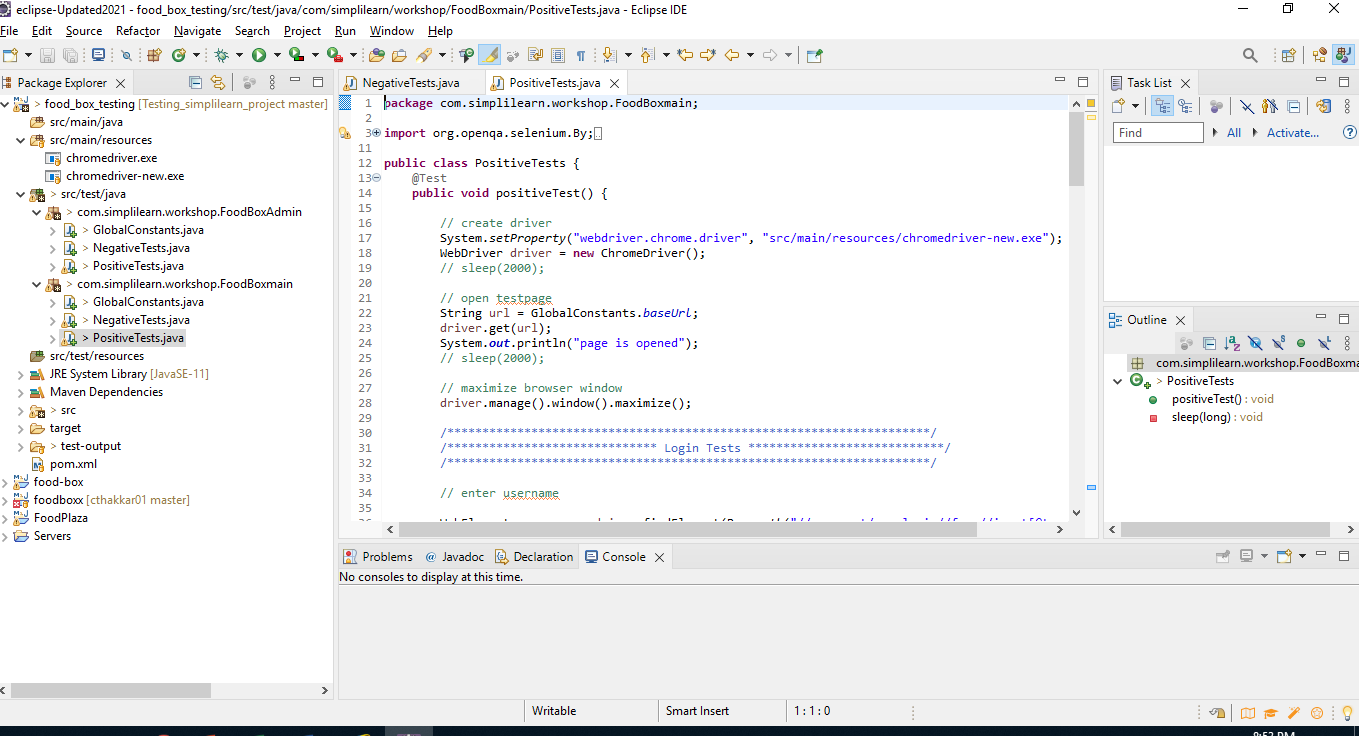 eclipse-Updated2021 - food_box_testing/src/test/java/com/simplilearn/workshop/FoodBoxmain/PositiveTests.java - Eclipse IDE
File Edit Source Refactor Navigate Search Project Run Window Help
Package Explorer
> food_box_testing [Testing_simplilearn_project master]
src/main/java
src/main/resources
chromedriver.exe
chromedriver-new.exe
> src/test/java
> com.simplilearn.workshop.FoodBoxAdmin
> GlobalConstants.java
> NegativeTests.java
> PositiveTests.java
> com.simplilearn.workshop.FoodBoxmain
> GlobalConstants.java
> NegativeTests.java
> PositiveTests.java
src/test/resources
JRE System Library [JavaSE-11]
Maven Dependencies
> src
target
> test-output
pom.xml
food-box
foodboxx [cthakkar01 master]
FoodPlaza
Servers
NegativeTests.java PositiveTests.java
1 package com.simplilearn.workshop.FoodBoxmain;
2
3 import org.openqa.selenium.By;
11
12 public class PositiveTests {
13 @Test
14 public void positiveTest() {
15
16 // create driver
17 System.setProperty("webdriver.chrome.driver", "src/main/resources/chromedriver-new.exe");
18 WebDriver driver = new ChromeDriver();
19 // sleep(2000);
20
21 // open testpage
22 String url = GlobalConstants.baseUrl;
23 driver.get(url);
24 System.out.println("page is opened");
25 // sleep(2000);
26
27 // maximize browser window
28 driver.manage().window().maximize();
29
30 /*********************************************************************/
31 /****************************** Login Tests ****************************/
32 /*********************************************************************/
33
34 // enter username
35
Task List
Find All Activate...
Outline
com.simplilearn.workshop.FoodBoxma
> PositiveTests
positiveTest() : void
sleep(long) : void
Problems @ Javadoc Declaration Console
No consoles to display at this time.
Writable Smart Insert 1 : 1 : 0